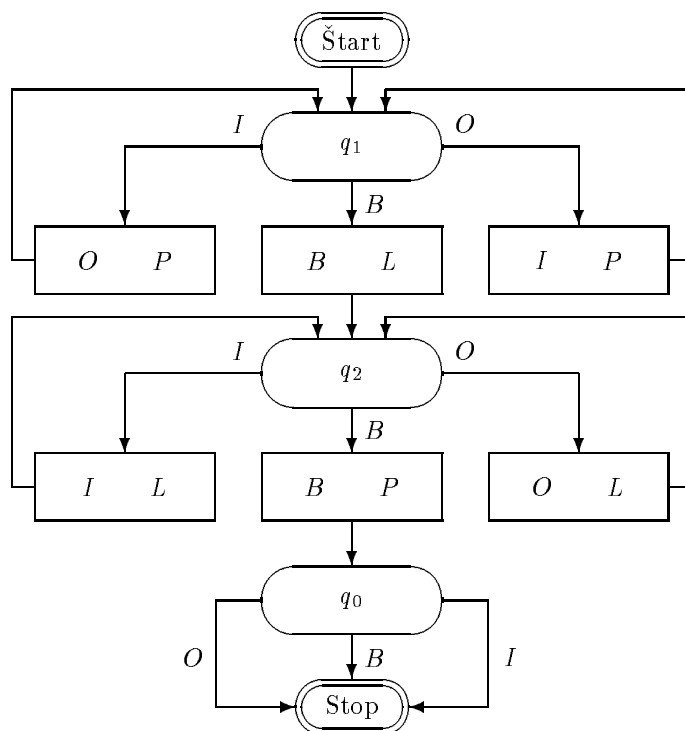 Štart
I O
q1
B
O P B L I P
I O
q2
B
I L B P O L
q0
O B I
Stop